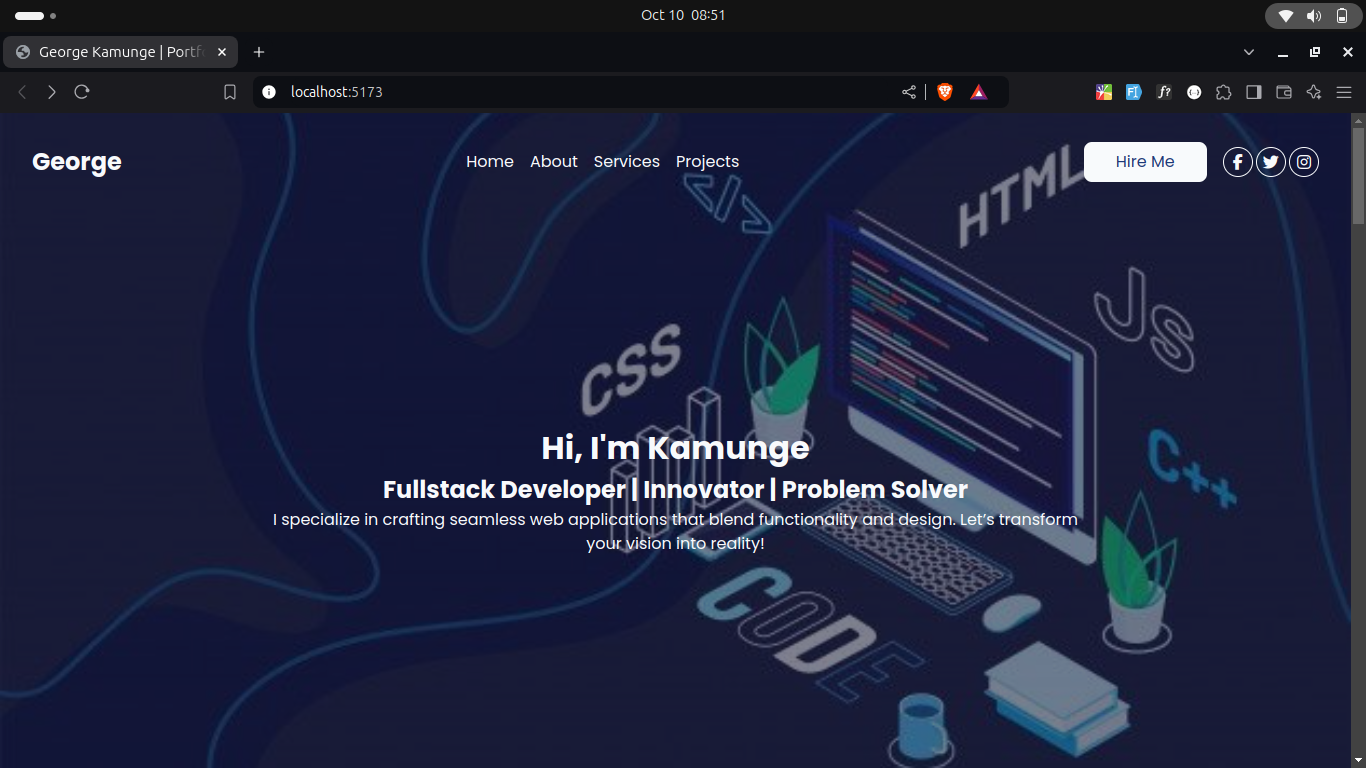 Oct 10 08:51
George Kamunge | Portf
localhost:5173
George
Home About Services Projects
Hire Me
</>
HTML
JS
CSS
C++
Hi, I'm Kamunge
Fullstack Developer | Innovator | Problem Solver
I specialize in crafting seamless web applications that blend functionality and design. Let’s transform
your vision into reality!
CODE